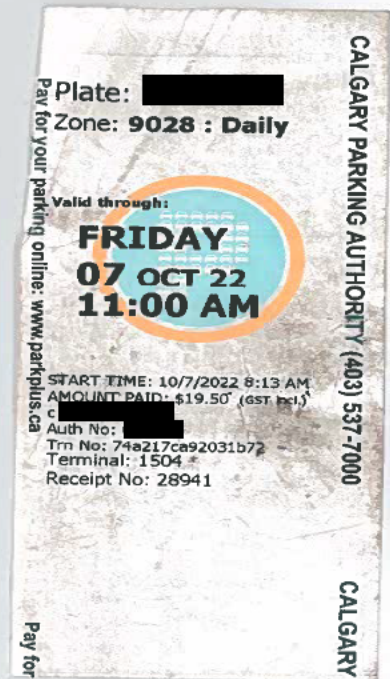 Plate:
Zone: 9028 : Daily
Valid through:
FRIDAY
07 OCT 22
11:00 AM
START TIME: 10/7/2022 8:13 AM
AMOUNT PAID: $19.50 (GST incl.)
c
Auth No:
Trn No: 74a217ca92031b72
Terminal: 1504
Receipt No: 28941
Pay for your parking online: www.parkplus.ca
Pay for
CALGARY PARKING AUTHORITY (403) 537-7000
CALGARY